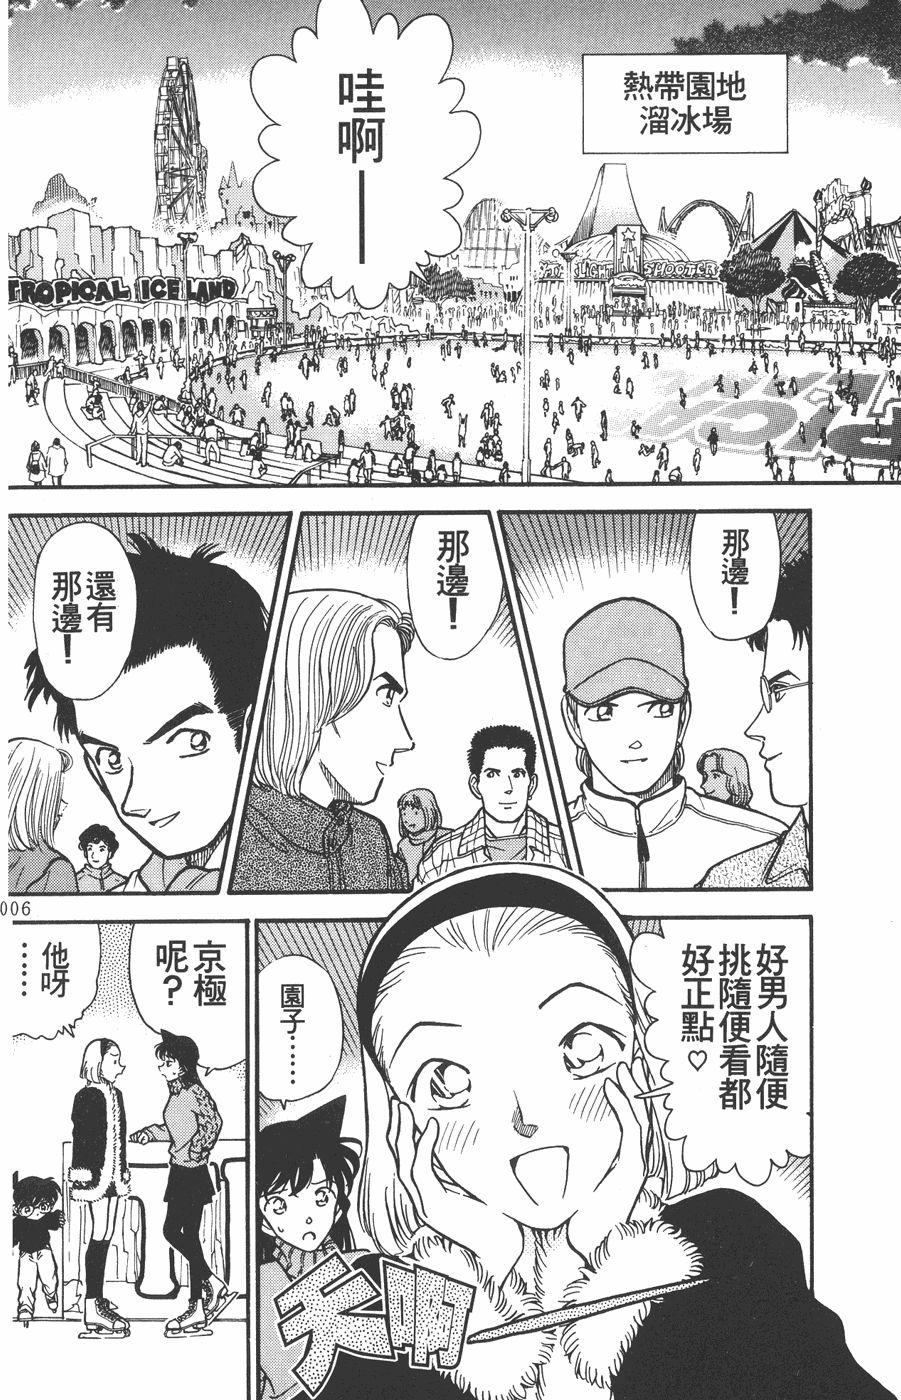 熱帶園地
溜冰場
哇啊——
TROPICAL ICE LAND
LIGHT SHOOTER
那邊！
那邊！
還有
那邊！
006
好男人隨便
挑隨便看都
好正點♡
園子……
天啊
京極
呢？
他呀
……